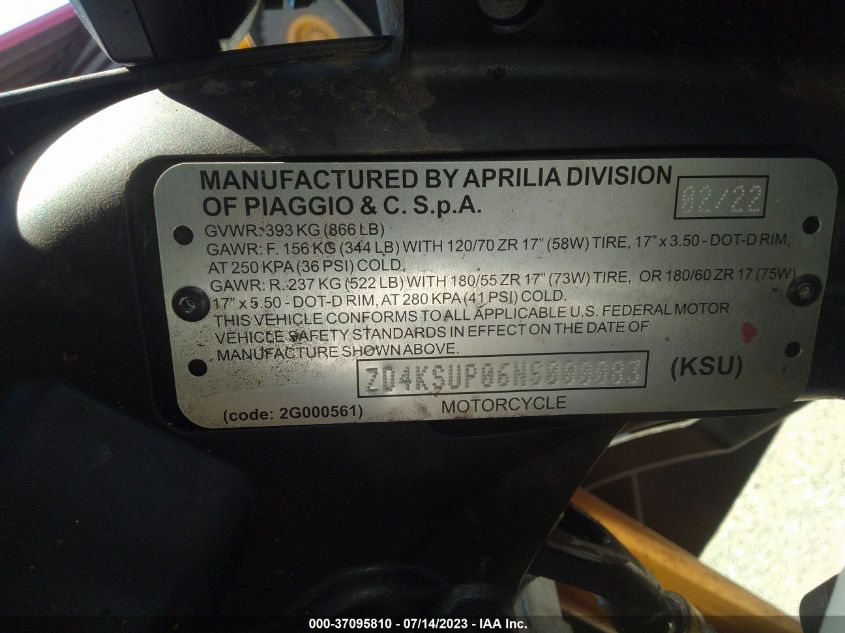 MANUFACTURED BY APRILIA DIVISION
OF PIAGGIO & C. S.p.A.
02/22
GVWR: 393 KG (866 LB)
GAWR: F. 156 KG (344 LB) WITH 120/70 ZR 17" (58W) TIRE, 17" x 3.50 - DOT-D RIM,
AT 250 KPA (36 PSI) COLD.
GAWR: R. 237 KG (522 LB) WITH 180/55 ZR 17" (73W) TIRE, OR 180/60 ZR 17 (75W)
17" x 5.50 - DOT-D RIM, AT 280 KPA (41 PSI) COLD.
THIS VEHICLE CONFORMS TO ALL APPLICABLE U.S. FEDERAL MOTOR
VEHICLE SAFETY STANDARDS IN EFFECT ON THE DATE OF
MANUFACTURE SHOWN ABOVE.
ZD4KSUP06NS000083 (KSU)
(code: 2G000561) MOTORCYCLE
000-37095810 / 07/14/2023 - IAA Inc.